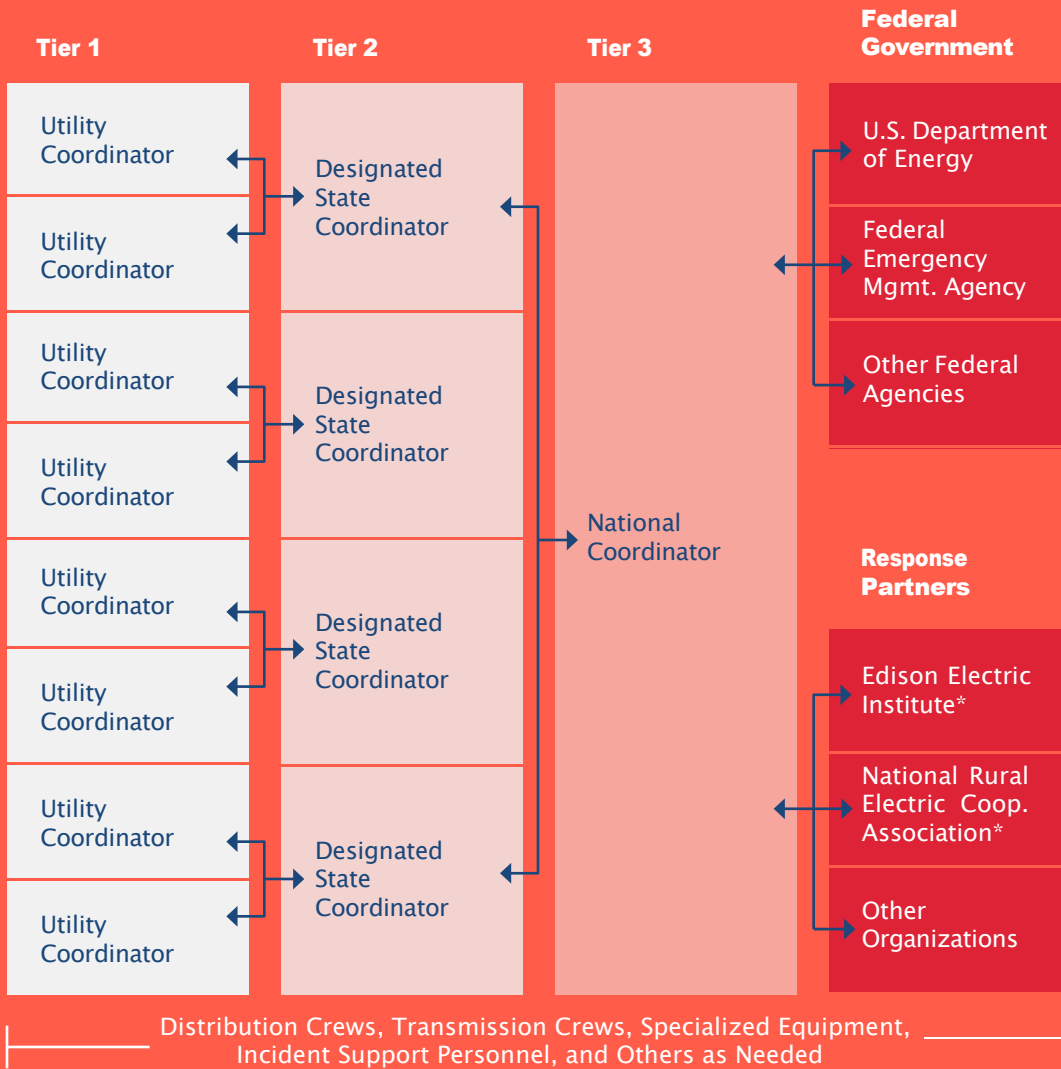 Tier 1
Tier 2
Tier 3
Federal
Government
Utility
Coordinator
Utility
Coordinator
Utility
Coordinator
Utility
Coordinator
Utility
Coordinator
Utility
Coordinator
Utility
Coordinator
Utility
Coordinator
Designated
State
Coordinator
Designated
State
Coordinator
Designated
State
Coordinator
Designated
State
Coordinator
National
Coordinator
U.S. Department
of Energy
Federal
Emergency
Mgmt. Agency
Other Federal
Agencies
Response
Partners
Edison Electric
Institute*
National Rural
Electric Coop.
Association*
Other
Organizations
Distribution Crews, Transmission Crews, Specialized Equipment,
Incident Support Personnel, and Others as Needed